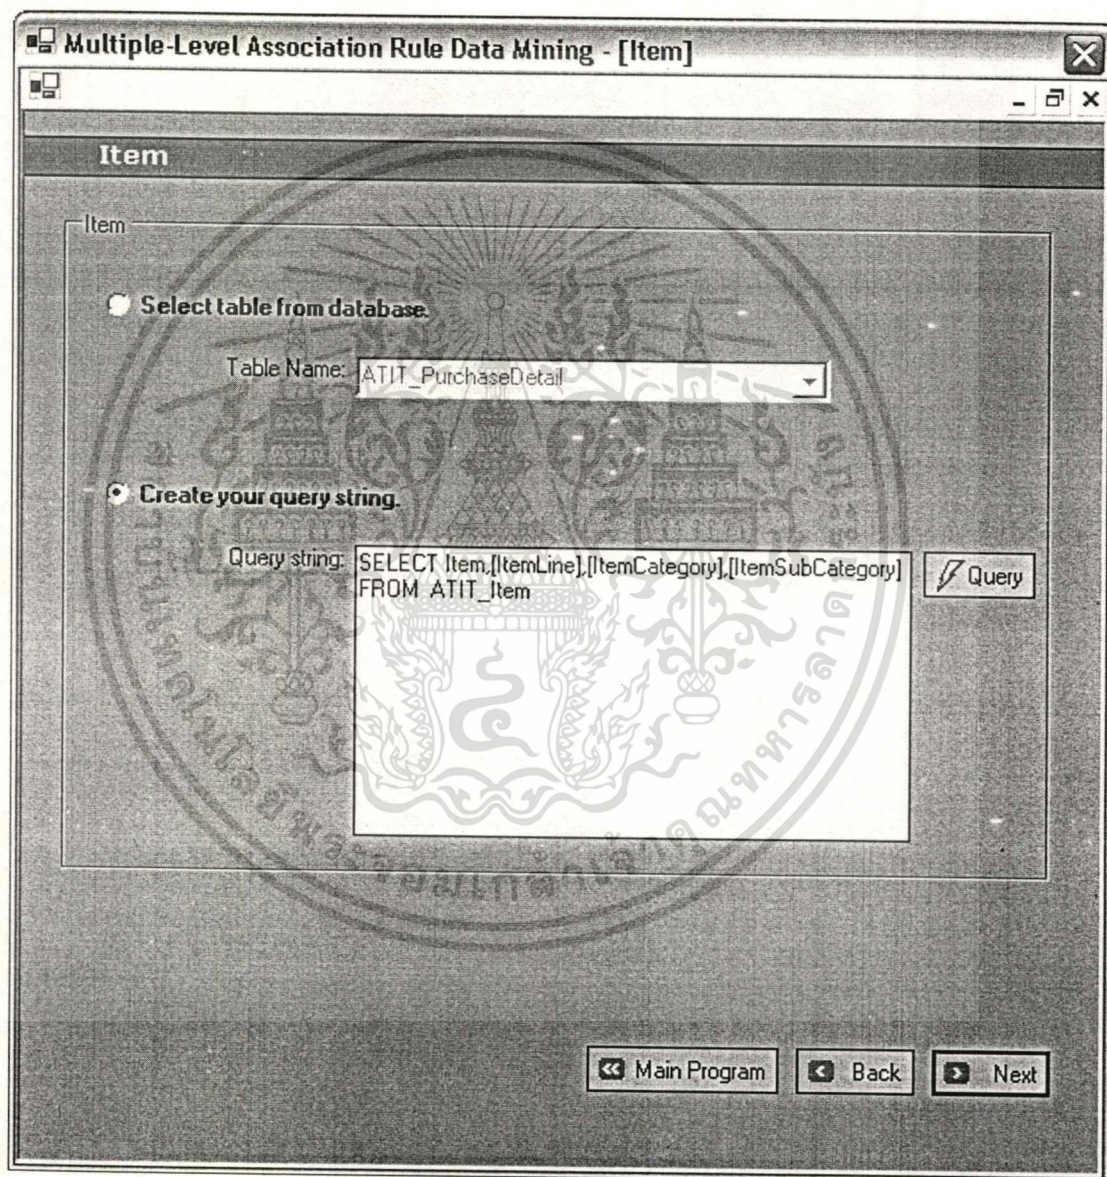 Multiple-Level Association Rule Data Mining - [Item]
Item
Item
Select table from database.
Table Name: ATIT_PurchaseDetail
Create your query string.
Query string: SELECT Item,[ItemLine],[ItemCategory],[ItemSubCategory]
FROM ATIT_Item
Query
Main Program
Back
Next